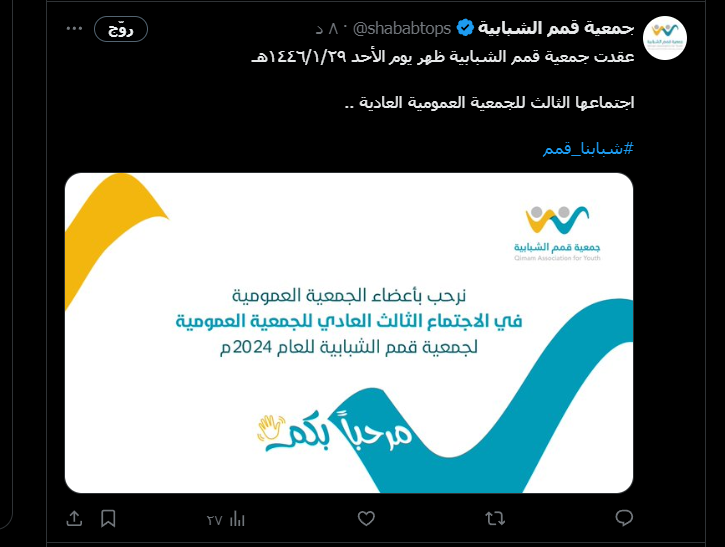 جمعية قمم الشبابية @shababtops · ٨ د
روّج
عقدت جمعية قمم الشبابية ظهر يوم الأحد ١٤٤٦/١/٢٩هـ
اجتماعها الثالث للجمعية العمومية العادية ..
#شبابنا_قمم
جمعية قمم الشبابية
Qimam Association for Youth
نرحب بأعضاء الجمعية العمومية
في الاجتماع الثالث العادي للجمعية العمومية
لجمعية قمم الشبابية للعام 2024م
مرحباً بكم
٢٧